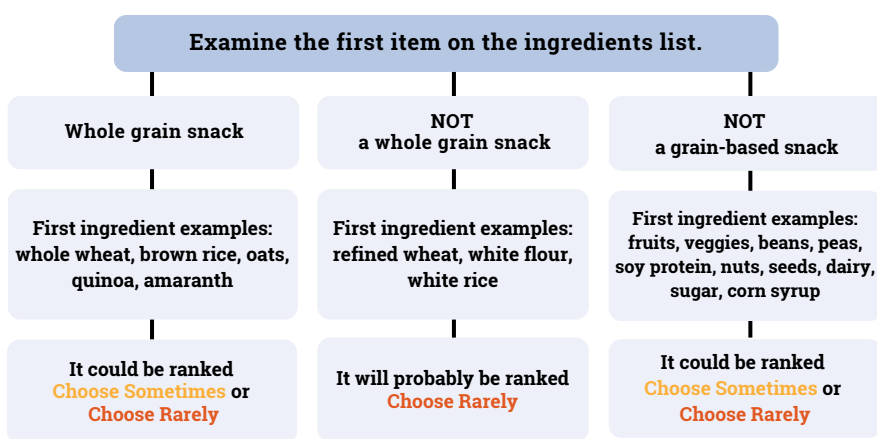 Examine the first item on the ingredients list.
Whole grain snack
First ingredient examples:
whole wheat, brown rice, oats,
quinoa, amaranth
It could be ranked
Choose Sometimes or
Choose Rarely
NOT
a whole grain snack
First ingredient examples:
refined wheat, white flour,
white rice
It will probably be ranked
Choose Rarely
NOT
a grain-based snack
First ingredient examples:
fruits, veggies, beans, peas,
soy protein, nuts, seeds, dairy,
sugar, corn syrup
It could be ranked
Choose Sometimes or
Choose Rarely